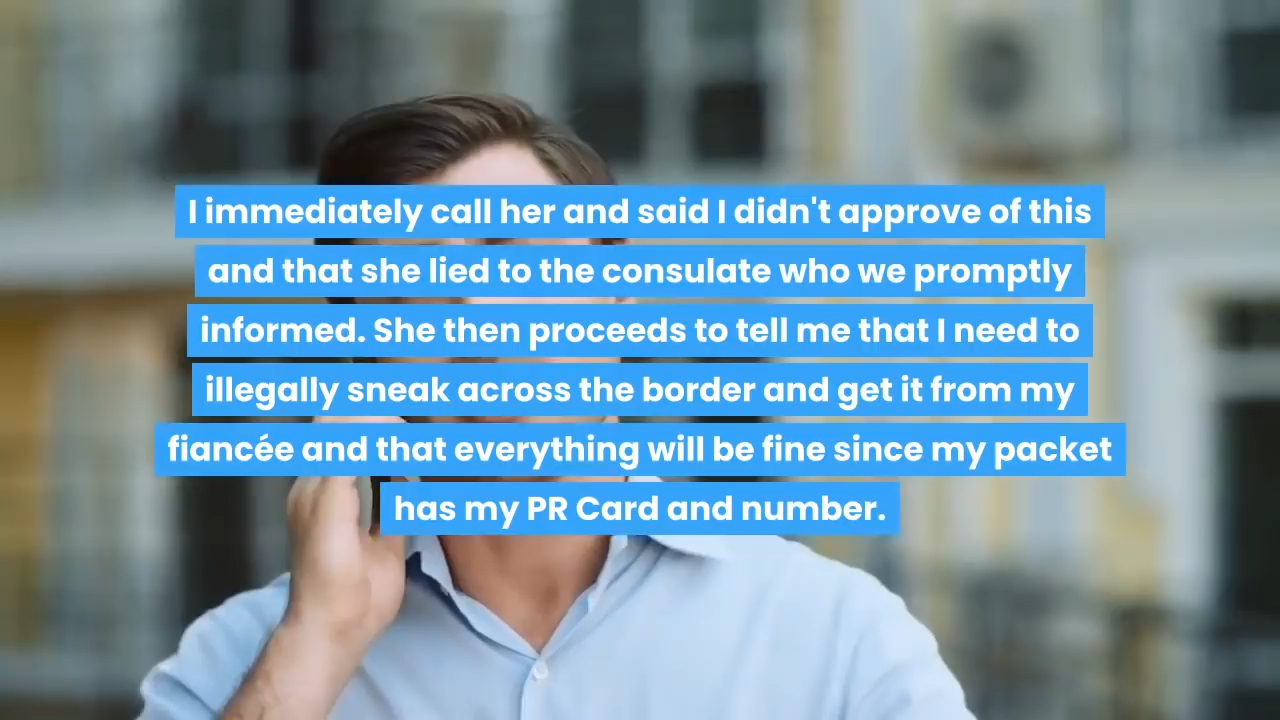 I immediately call her and said I didn't approve of this
and that she lied to the consulate who we promptly
informed. She then proceeds to tell me that I need to
illegally sneak across the border and get it from my
fiancée and that everything will be fine since my packet
has my PR Card and number.